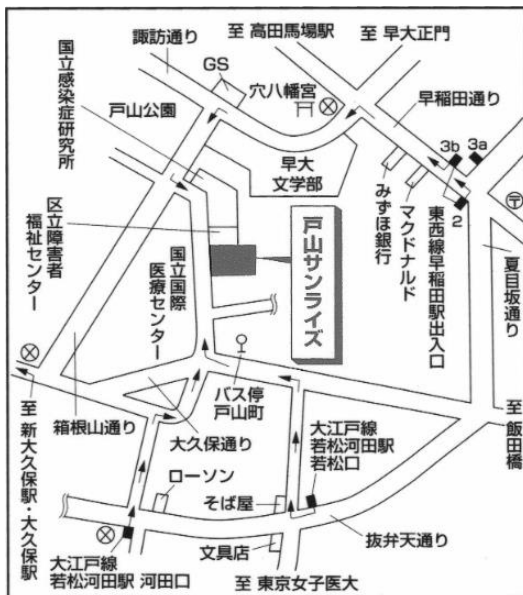 至 高田馬場駅
至 早大正門
諏訪通り
GS
穴八幡宮
早稲田通り
国立感染症研究所
戸山公園
3b
3a
早大
文学部
みずほ銀行
マクドナルド
2
東西線早稲田駅出入口
区立障害者
福祉センター
国立国際
医療センター
戸山サンライズ
夏目坂通り
バス停
戸山町
至 新大久保駅・大久保駅
箱根山通り
大久保通り
大江戸線
若松河田駅
若松口
至 飯田橋
ローソン
そば屋
抜弁天通り
文具店
大江戸線
若松河田駅 河田口
至 東京女子医大